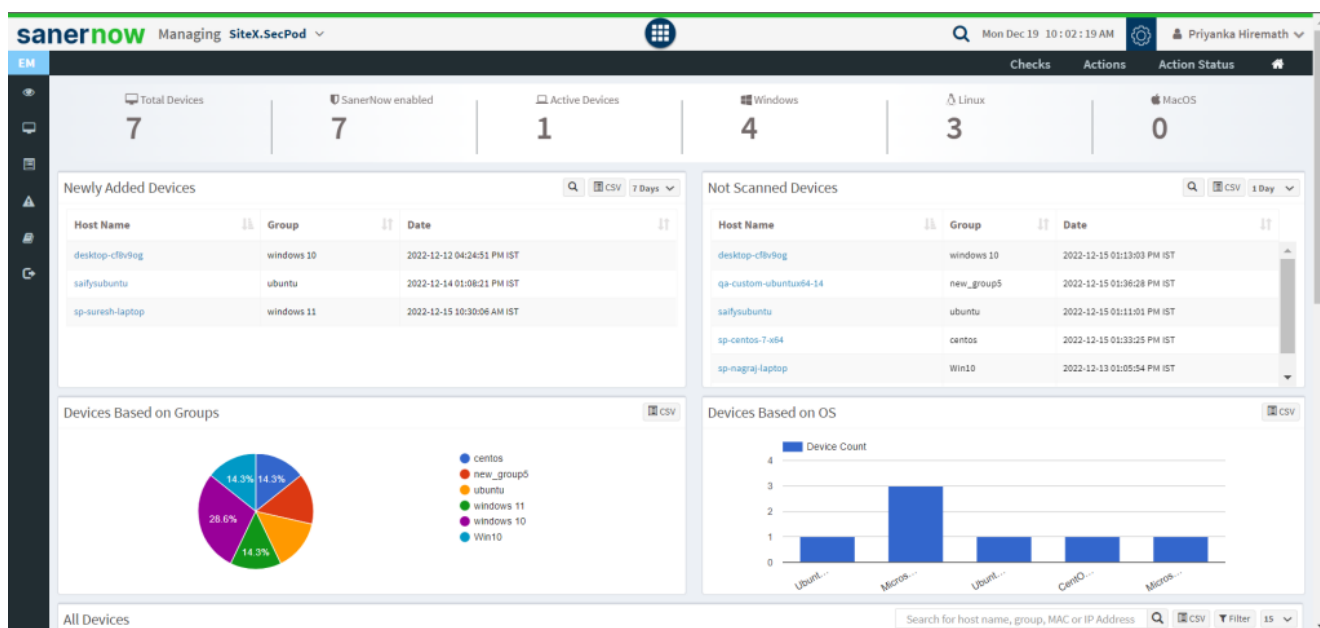 sanernow Managing SiteX.SecPod Mon Dec 19 10:02:19 AM Priyanka Hiremath
EM Checks Actions Action Status
Total Devices SanerNow enabled Active Devices Windows Linux MacOS
7 7 1 4 3 0
Newly Added Devices CSV 7 Days
Host Name Group Date
desktop-cf8v9og windows 10 2022-12-12 04:24:51 PM IST
saifysubuntu ubuntu 2022-12-14 01:08:21 PM IST
sp-suresh-laptop windows 11 2022-12-15 10:30:06 AM IST
Not Scanned Devices CSV 1 Day
Host Name Group Date
desktop-cf8v9og windows 10 2022-12-15 01:13:03 PM IST
qa-custom-ubuntux64-14 new_group5 2022-12-15 01:36:28 PM IST
saifysubuntu ubuntu 2022-12-15 01:11:01 PM IST
sp-centos-7-x64 centos 2022-12-15 01:33:25 PM IST
sp-nagraj-laptop Win10 2022-12-13 01:05:54 PM IST
Devices Based on Groups CSV
14.3% 14.3%
28.6%
14.3%
centos
new_group5
ubuntu
windows 11
windows 10
Win10
Devices Based on OS CSV
Device Count
4
3
2
1
0
Ubunt... Micros... Ubunt... CentO... Micros...
All Devices Search for host name, group, MAC or IP Address CSV Filter 15